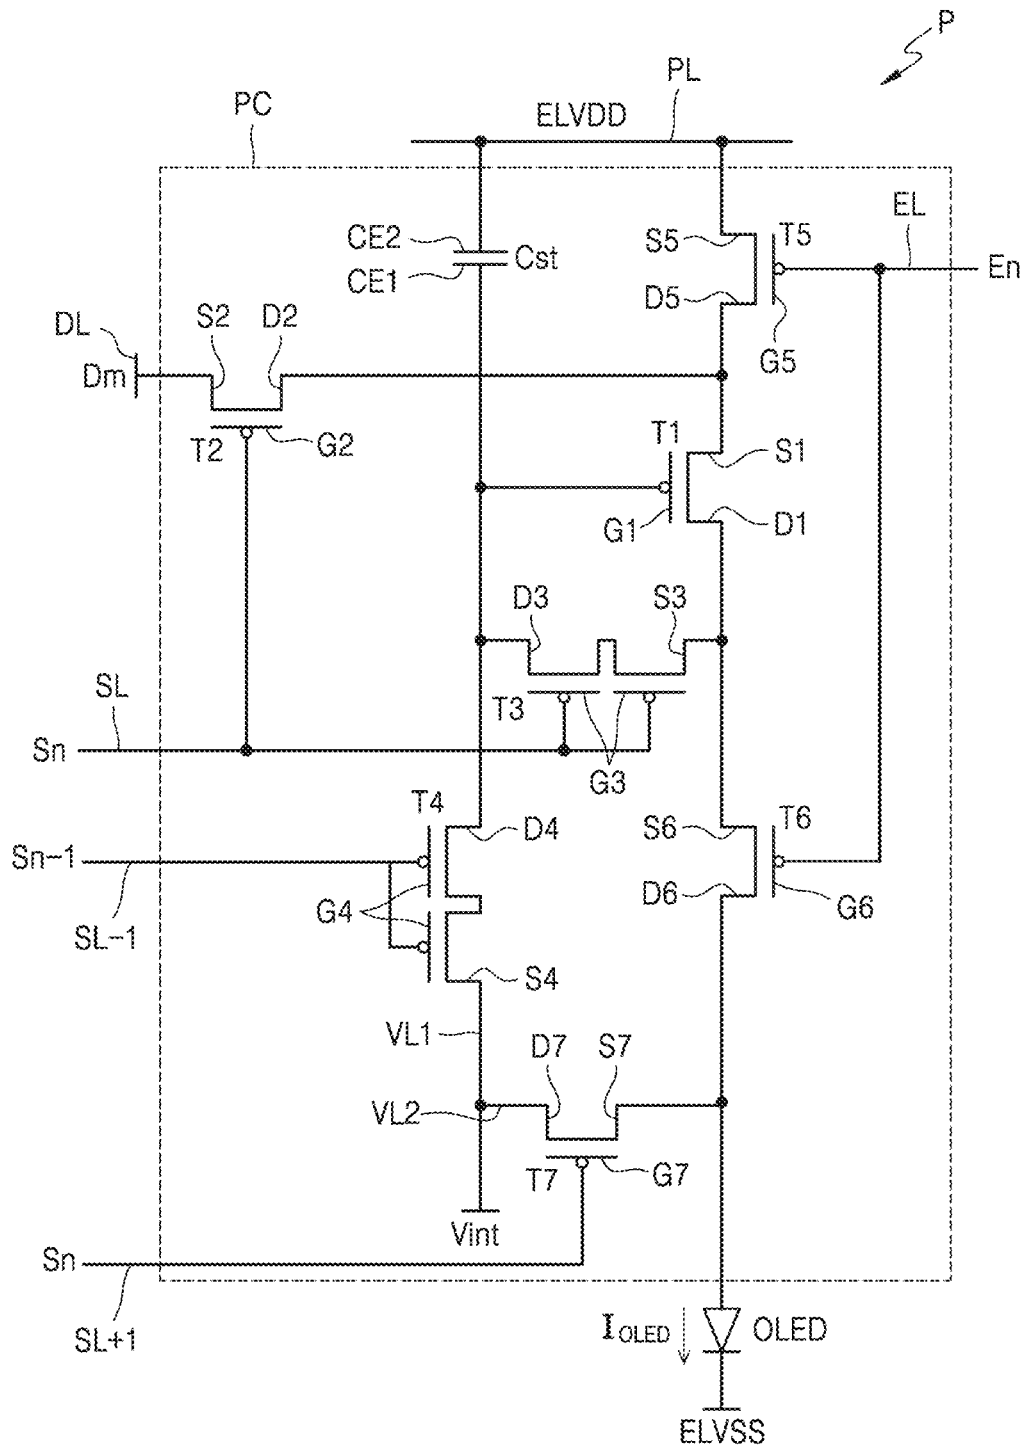 P
PL
PC
ELVDD
EL
CE2
S5
T5
Cst
CE1
En
D5
S2
D2
DL
G5
Dm
T1
T2
G2
S1
G1
D1
D3
S3
SL
T3
Sn
G3
T4
D4
S6
T6
Sn-1
D6
G4
G6
SL-1
S4
VL1
D7
S7
VL2
T7
G7
Vint
Sn
SL+1
IOLED
OLED
ELVSS